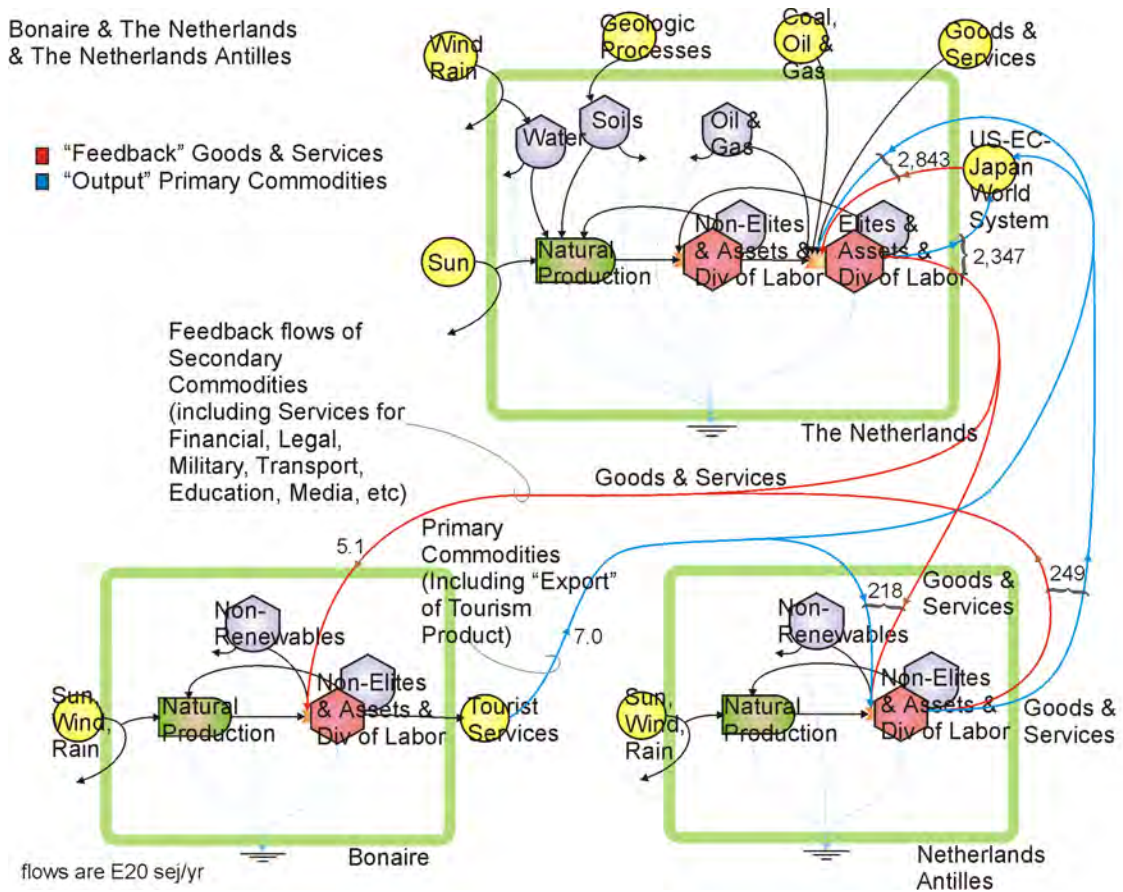 Bonaire & The Netherlands
& The Netherlands Antilles
"Feedback" Goods & Services
"Output" Primary Commodities
Wind
Rain
Geologic
Processes
Coal,
Oil &
Gas
Goods &
Services
Water
Soils
Oil &
Gas
US-EC-
Japan
World
System
2,843
2,347
Sun
Natural
Production
Non-Elites
& Assets &
Div of Labor
Elites &
Assets &
Div of Labor
The Netherlands
Feedback flows of
Secondary
Commodities
(including Services for
Financial, Legal,
Military, Transport,
Education, Media, etc)
Goods & Services
5.1
Primary
Commodities
(Including "Export"
of Tourism
Product)
7.0
218
Goods &
Services
249
Non-
Renewables
Sun,
Wind,
Rain
Natural
Production
Non-Elites
& Assets &
Div of Labor
Tourist
Services
Bonaire
Non-
Renewables
Sun,
Wind,
Rain
Natural
Production
Non-Elites
& Assets &
Div of Labor
Goods &
Services
Netherlands
Antilles
flows are E20 sej/yr